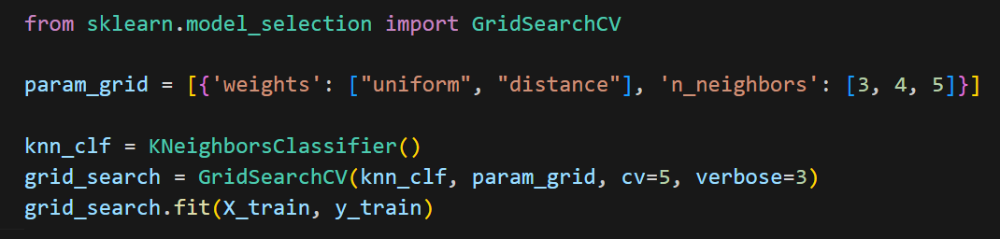 from sklearn.model_selection import GridSearchCV
param_grid = [{'weights': ["uniform", "distance"], 'n_neighbors': [3, 4, 5]}]
knn_clf = KNeighborsClassifier()
grid_search = GridSearchCV(knn_clf, param_grid, cv=5, verbose=3)
grid_search.fit(X_train, y_train)